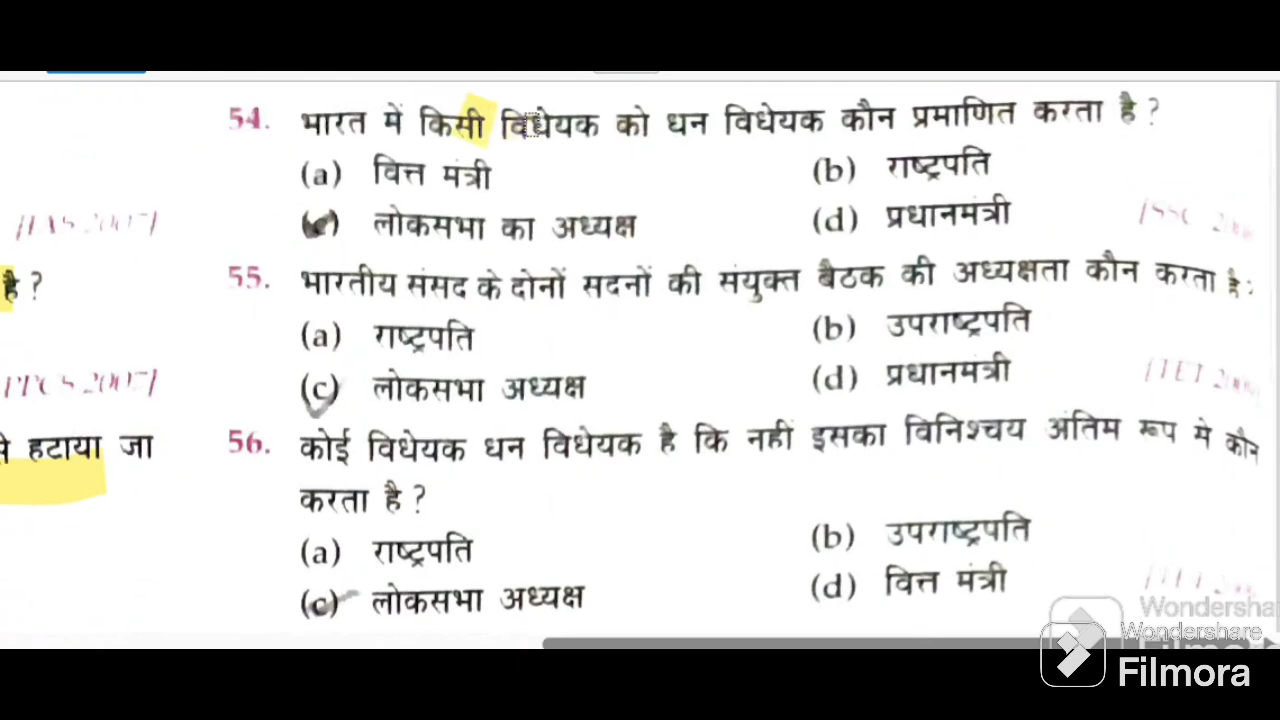 54. भारत में किसी विधेयक को धन विधेयक कौन प्रमाणित करता है ?
(a) वित्त मंत्री (b) राष्ट्रपति
(c) लोकसभा का अध्यक्ष (d) प्रधानमंत्री
है ?
55. भारतीय संसद के दोनों सदनों की संयुक्त बैठक की अध्यक्षता कौन करता है
(a) राष्ट्रपति (b) उपराष्ट्रपति
(c) लोकसभा अध्यक्ष (d) प्रधानमंत्री
हटाया जा
56. कोई विधेयक धन विधेयक है कि नहीं इसका विनिश्चय अंतिम रूप मे कौन
करता है ?
(a) राष्ट्रपति (b) उपराष्ट्रपति
(c) लोकसभा अध्यक्ष (d) वित्त मंत्री
Wondershare
Filmora